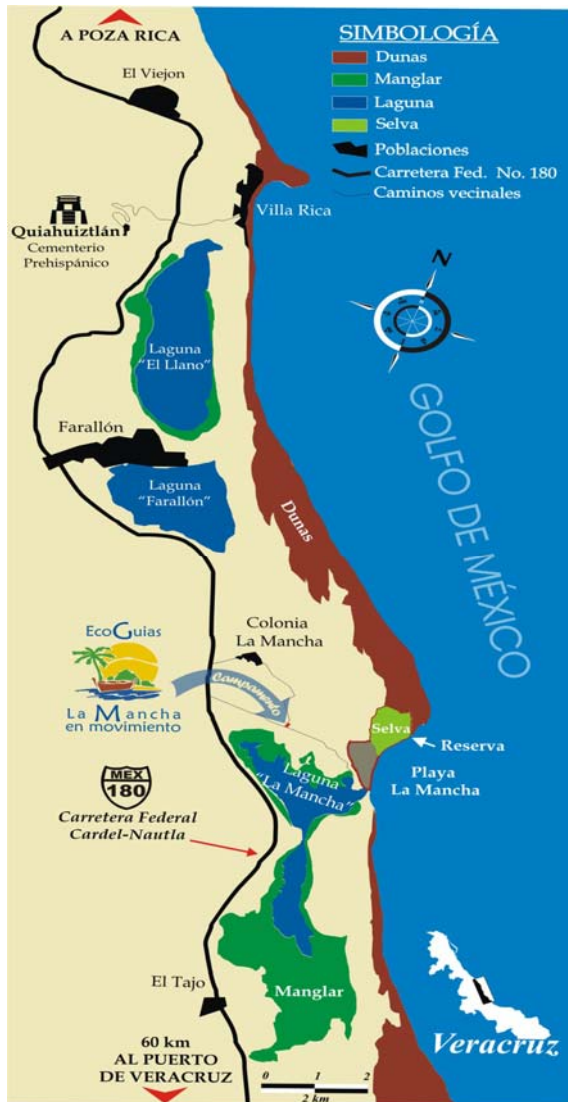 A POZA RICA
El Viejon
SIMBOLOGÍA
Dunas
Manglar
Laguna
Selva
Poblaciones
Carretera Fed. No. 180
Caminos vecinales
Villa Rica
Quiahuiztlán
Cementerio
Prehispánico
N
Laguna
"El Llano"
GOLFO DE MÉXICO
Farallón
Laguna
"Farallón"
Dunas
Colonia
La Mancha
EcoGuias
La Mancha
en movimiento
Campamento
Selva
Reserva
Playa
La Mancha
Laguna
"La Mancha"
MEX
180
Carretera Federal
Cardel-Nautla
El Tajo
Manglar
Veracruz
60 km
AL PUERTO
DE VERACRUZ
0 1 2
2 km